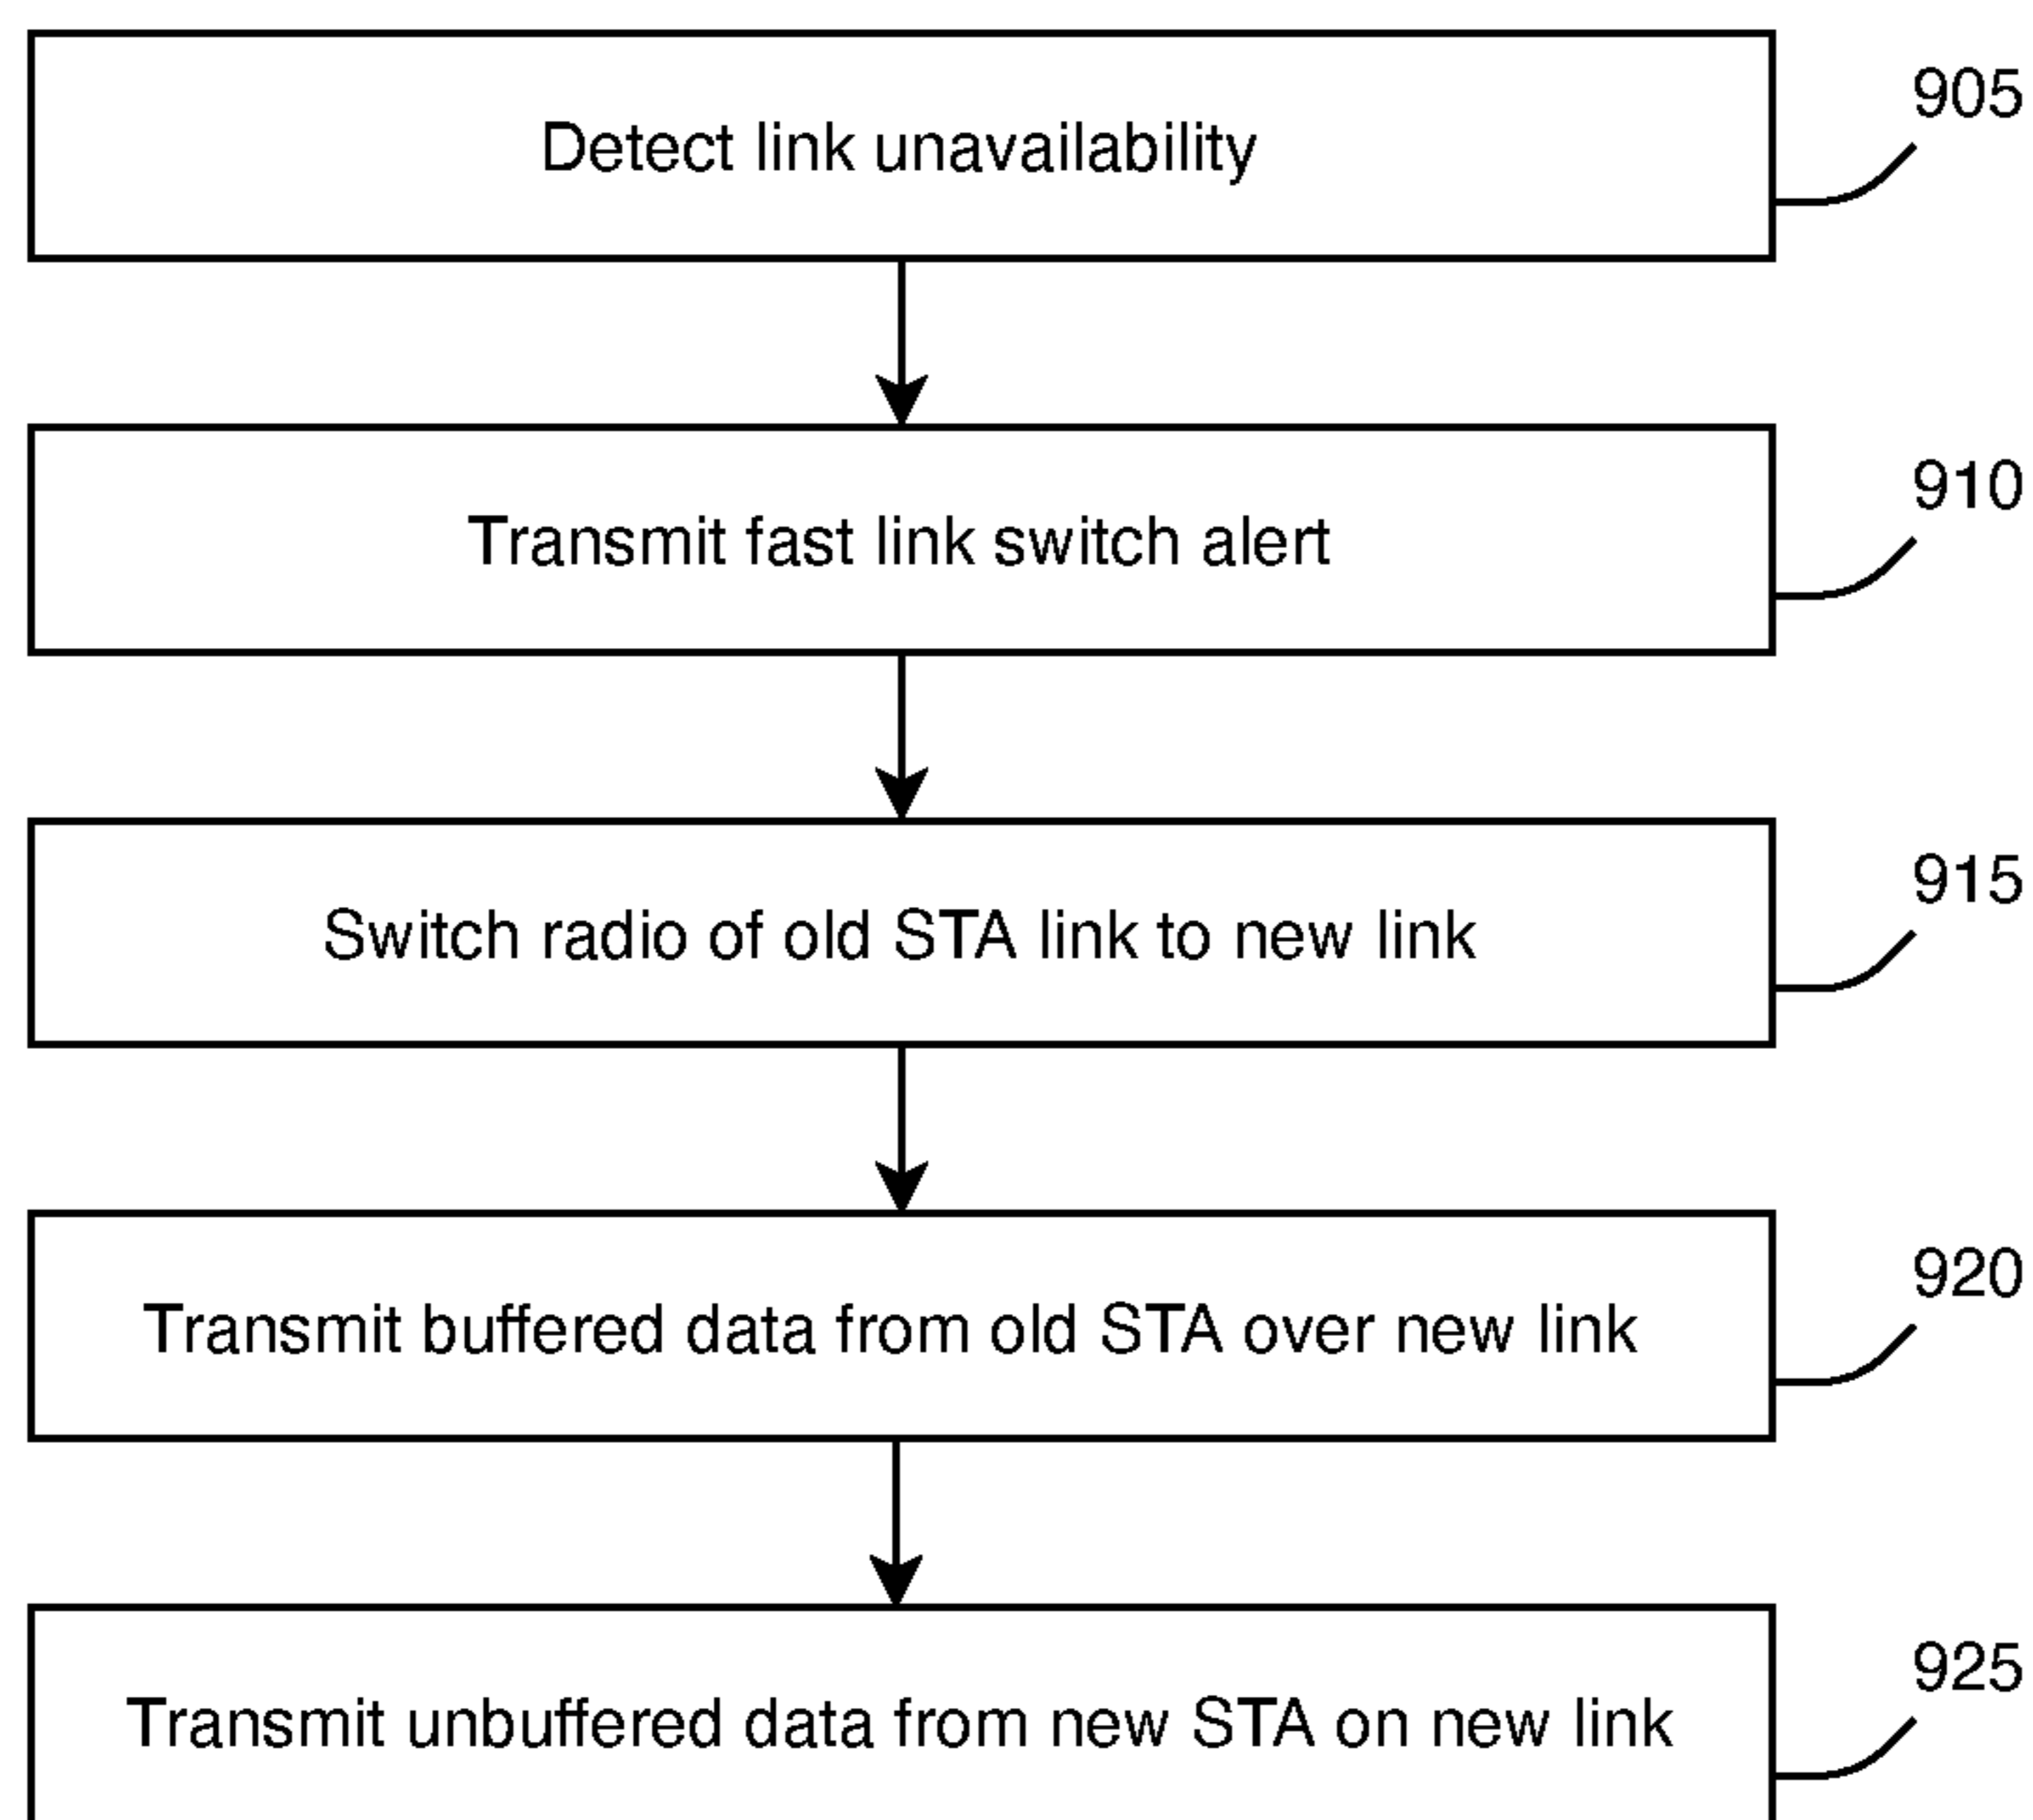 905
Detect link unavailability
910
Transmit fast link switch alert
915
Switch radio of old STA link to new link
920
Transmit buffered data from old STA over new link
925
Transmit unbuffered data from new STA on new link